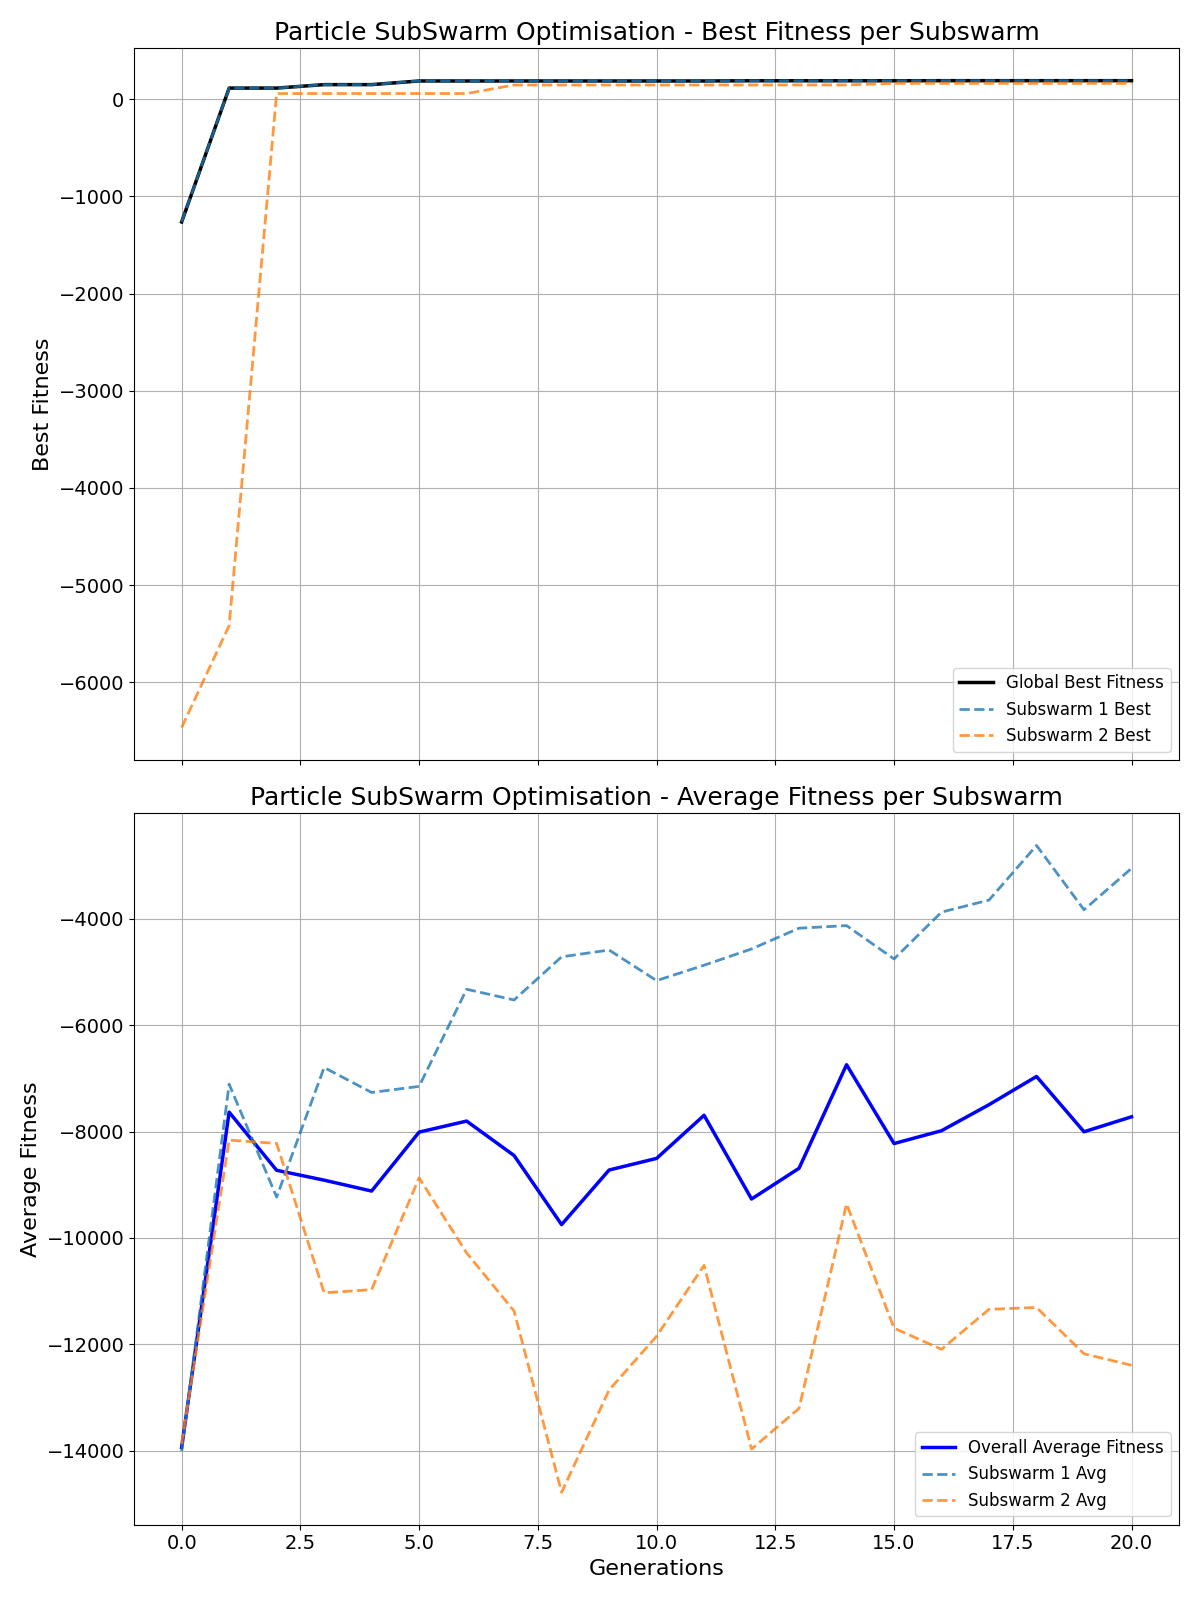 Particle SubSwarm Optimisation - Best Fitness per Subswarm
0
−1000
−2000
−3000
−4000
−5000
−6000
Best Fitness
Global Best Fitness
Subswarm 1 Best
Subswarm 2 Best
Particle SubSwarm Optimisation - Average Fitness per Subswarm
−4000
−6000
−8000
−10000
−12000
−14000
Average Fitness
Overall Average Fitness
Subswarm 1 Avg
Subswarm 2 Avg
0.0 2.5 5.0 7.5 10.0 12.5 15.0 17.5 20.0
Generations